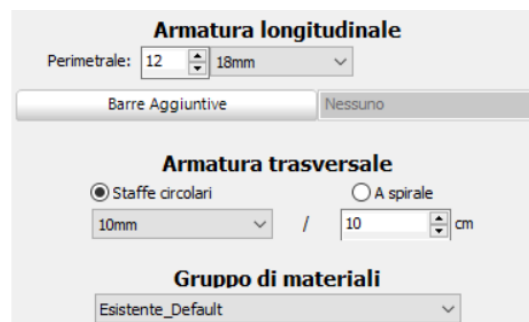 Armatura longitudinale
Perimetrale: 12 18mm
Barre Aggiuntive Nessuno
Armatura trasversale
Staffe circolari A spirale
10mm / 10 cm
Gruppo di materiali
Esistente_Default